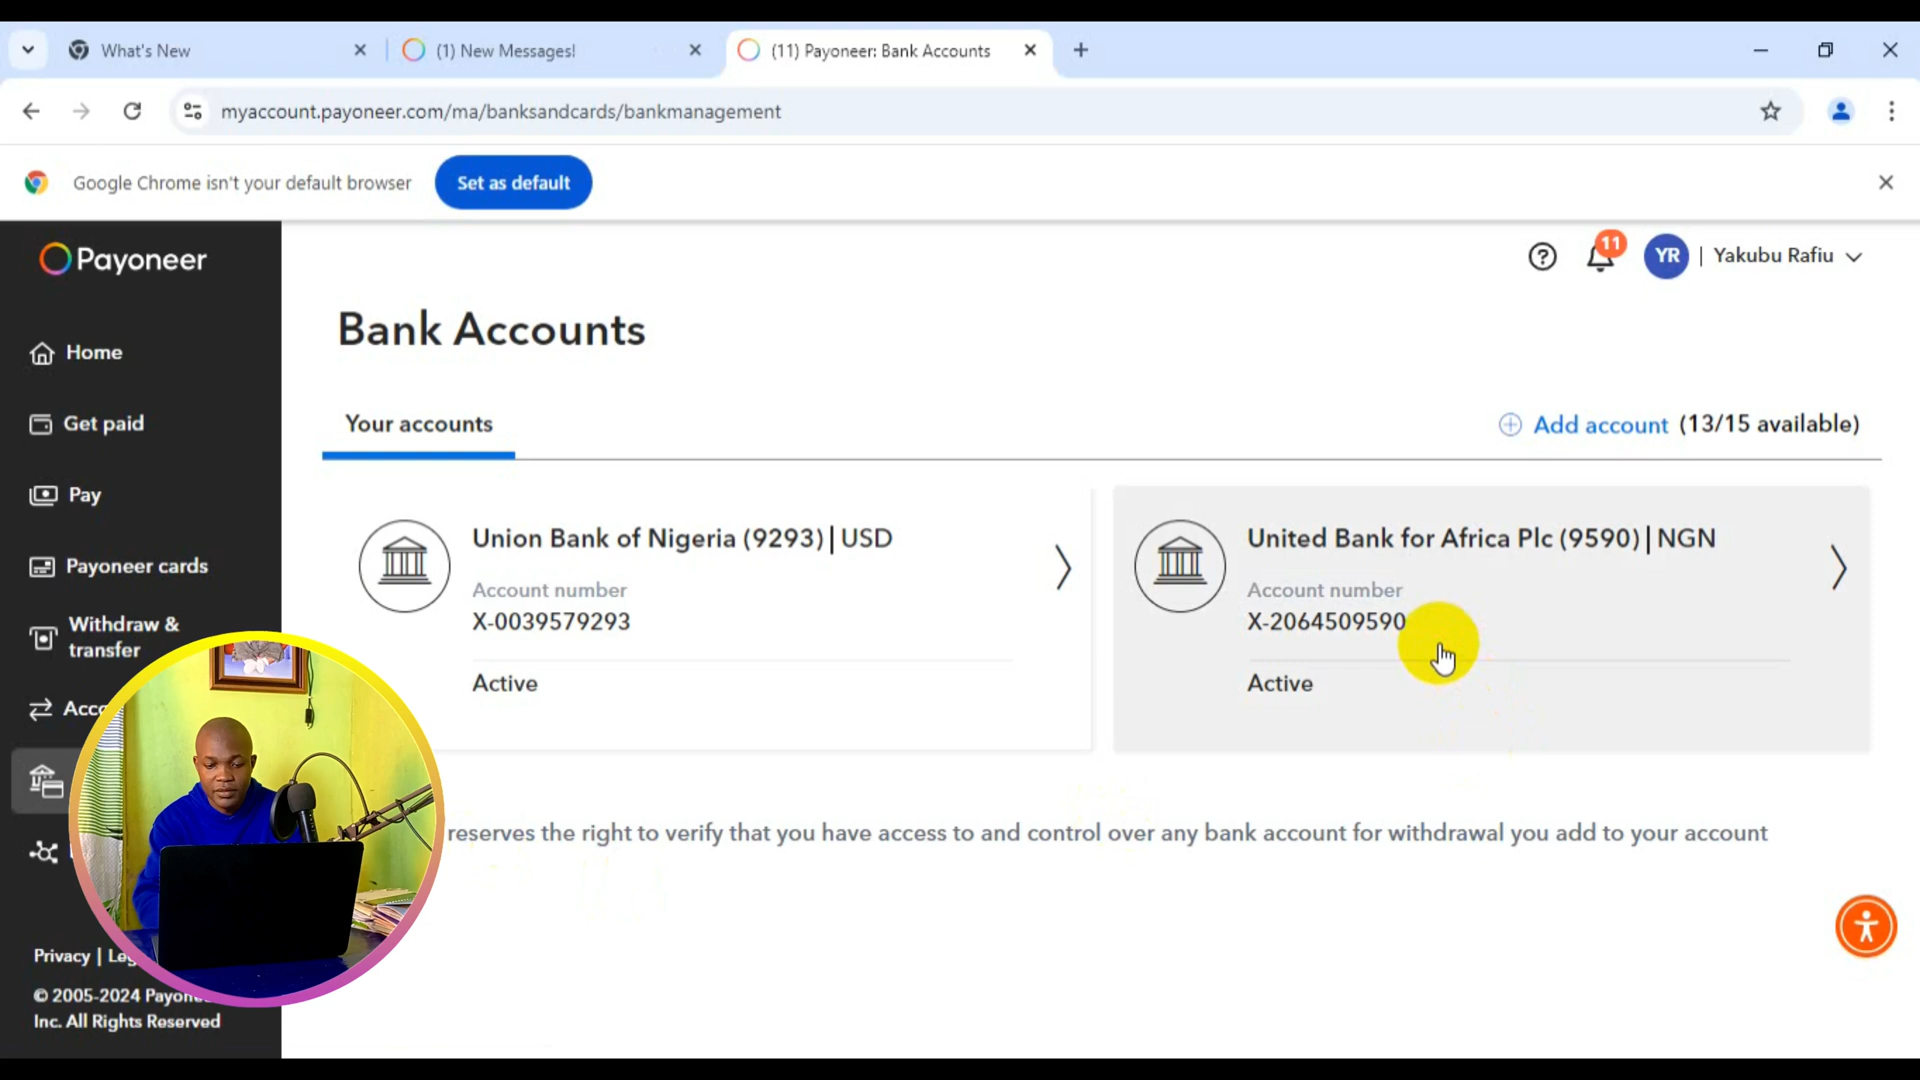 What's New
(1) New Messages!
(11) Payoneer: Bank Accounts
myaccount.payoneer.com/ma/banksandcards/bankmanagement
Google Chrome isn't your default browser
Set as default
Payoneer
11
YR
| Yakubu Rafiu
Home
Get paid
Pay
Payoneer cards
Withdraw &
transfer
Bank Accounts
Your accounts
Add account (13/15 available)
Union Bank of Nigeria (9293) | USD
Account number
X-0039579293
Active
United Bank for Africa Plc (9590) | NGN
Account number
X-2064509590
Active
reserves the right to verify that you have access to and control over any bank account for withdrawal you add to your account
Privacy |
© 2005-2024
Inc. All Rights Reserved